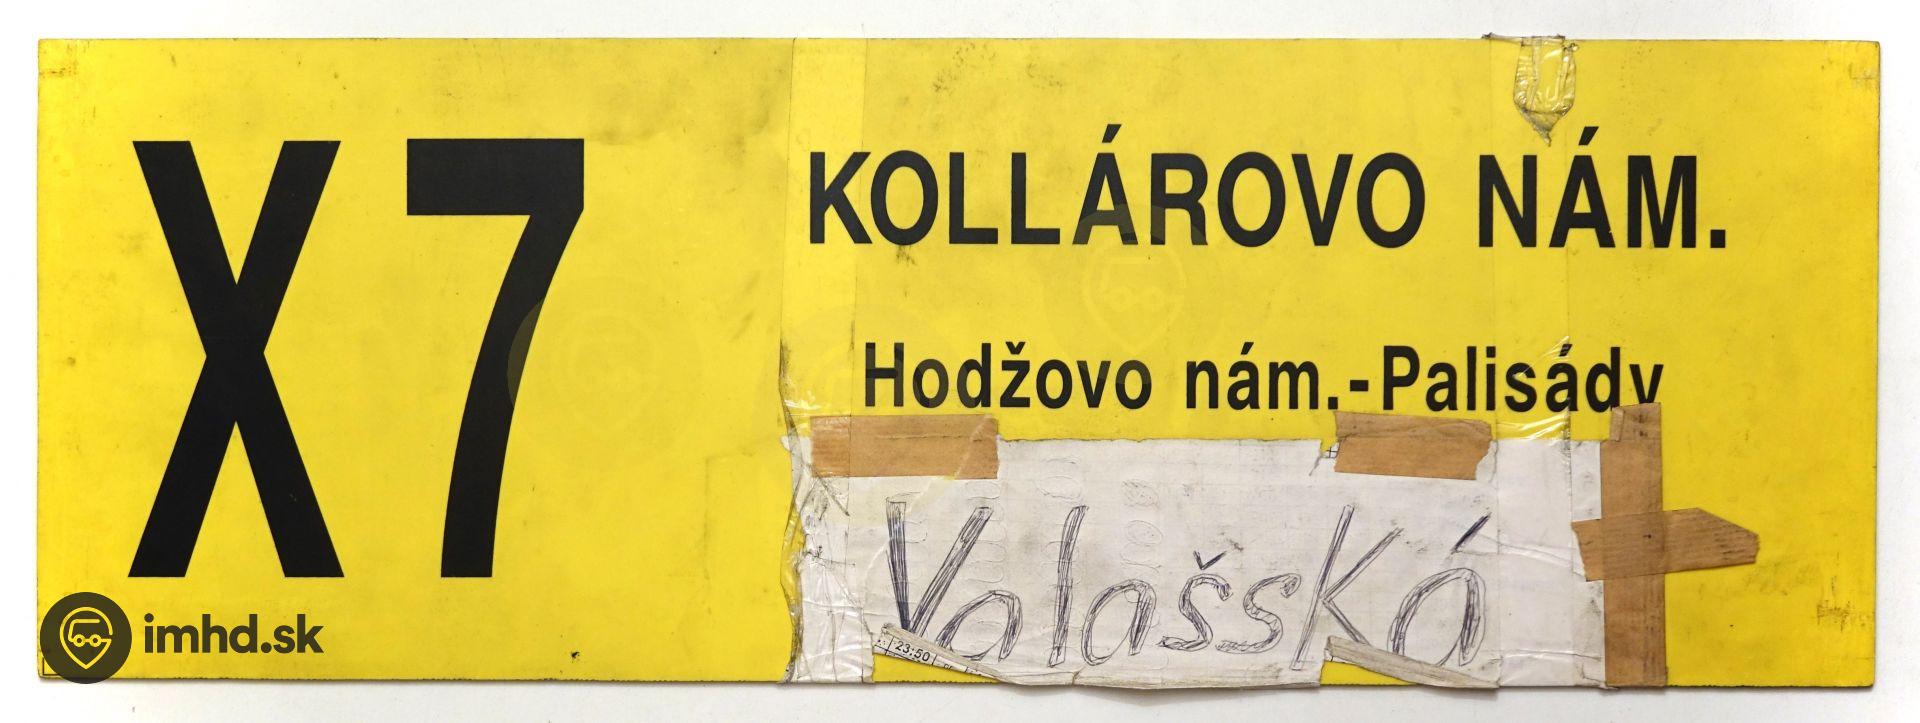 X7
KOLLÁROVO NÁM.
Hodžovo nám.-Palisády
Valašská
23:50
imhd.sk